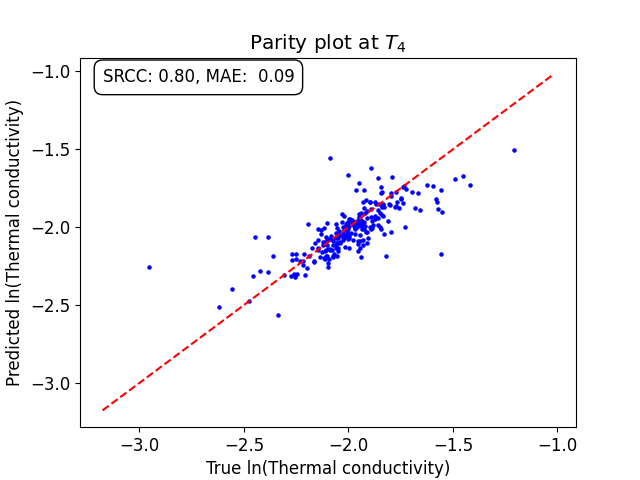 Parity plot at T₄
SRCC: 0.80, MAE:  0.09
Predicted ln(Thermal conductivity)
−1.0
−1.5
−2.0
−2.5
−3.0
−3.0 −2.5 −2.0 −1.5 −1.0
True ln(Thermal conductivity)